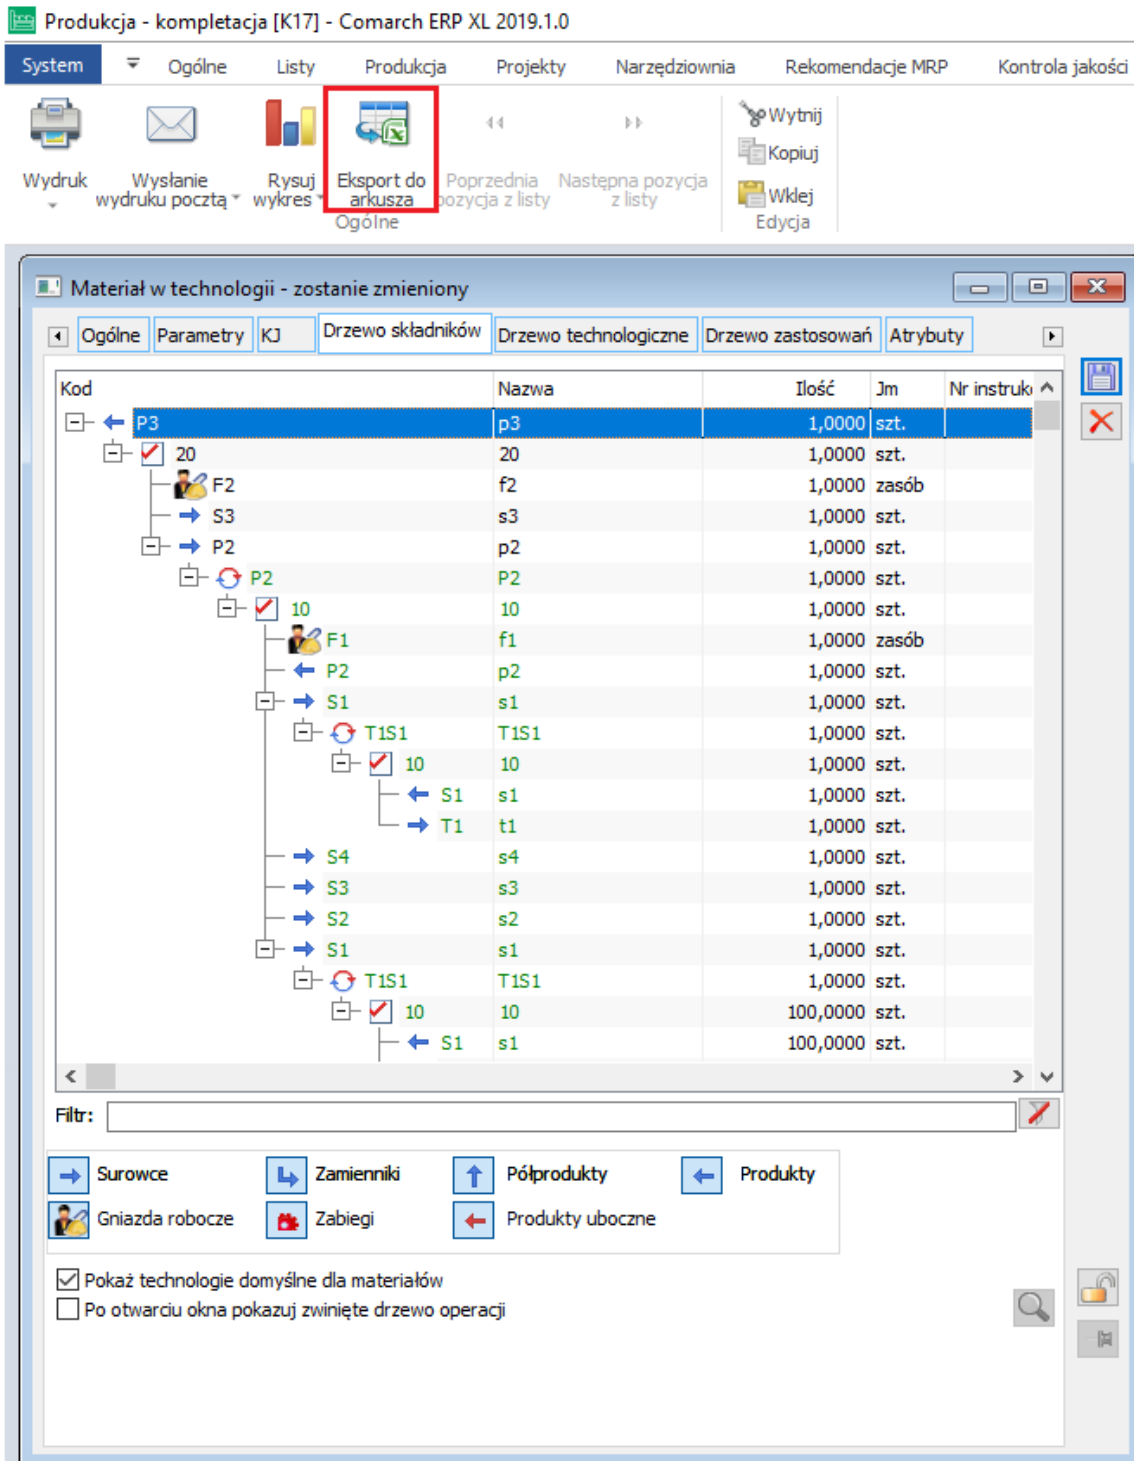 Produkcja - kompletacja [K17] - Comarch ERP XL 2019.1.0
System Ogólne Listy Produkcja Projekty Narzędziownia Rekomendacje MRP Kontrola jakości
Wydruk
Wysłanie
wydruku pocztą
Rysuj
wykres
Eksport do
arkusza
Poprzednia
pozycja z listy
Następna pozycja
z listy
Ogólne
Wytnij
Kopiuj
Wklej
Edycja
Materiał w technologii - zostanie zmieniony
Ogólne Parametry KJ Drzewo składników Drzewo technologiczne Drzewo zastosowań Atrybuty
Kod Nazwa Ilość Jm Nr instruk
P3 p3 1,0000 szt.
20 20 1,0000 szt.
F2 f2 1,0000 zasób
S3 s3 1,0000 szt.
P2 p2 1,0000 szt.
P2 P2 1,0000 szt.
10 10 1,0000 szt.
F1 f1 1,0000 zasób
P2 p2 1,0000 szt.
S1 s1 1,0000 szt.
T1S1 T1S1 1,0000 szt.
10 10 1,0000 szt.
S1 s1 1,0000 szt.
T1 t1 1,0000 szt.
S4 s4 1,0000 szt.
S3 s3 1,0000 szt.
S2 s2 1,0000 szt.
S1 s1 1,0000 szt.
T1S1 T1S1 1,0000 szt.
10 10 100,0000 szt.
S1 s1 100,0000 szt.
Filtr:
Surowce Zamienniki Półprodukty Produkty
Gniazda robocze Zabiegi Produkty uboczne
Pokaż technologie domyślne dla materiałów
Po otwarciu okna pokazuj zwinięte drzewo operacji